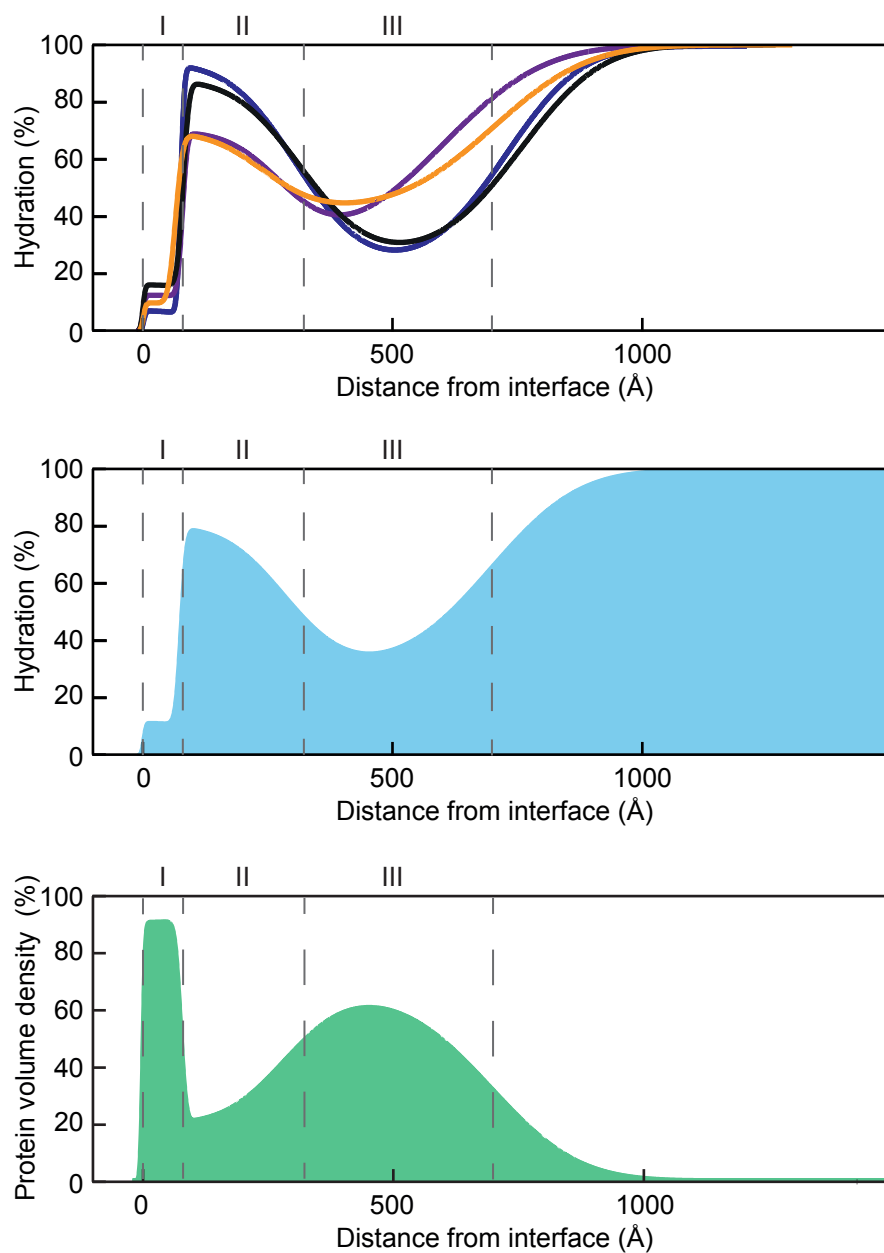 I II III
100
80
60
40
20
0
Hydration (%)
0 500 1000
Distance from interface (Å)
I II III
100
80
60
40
20
0
Hydration (%)
0 500 1000
Distance from interface (Å)
I II III
100
80
60
40
20
0
Protein volume density (%)
0 500 1000
Distance from interface (Å)